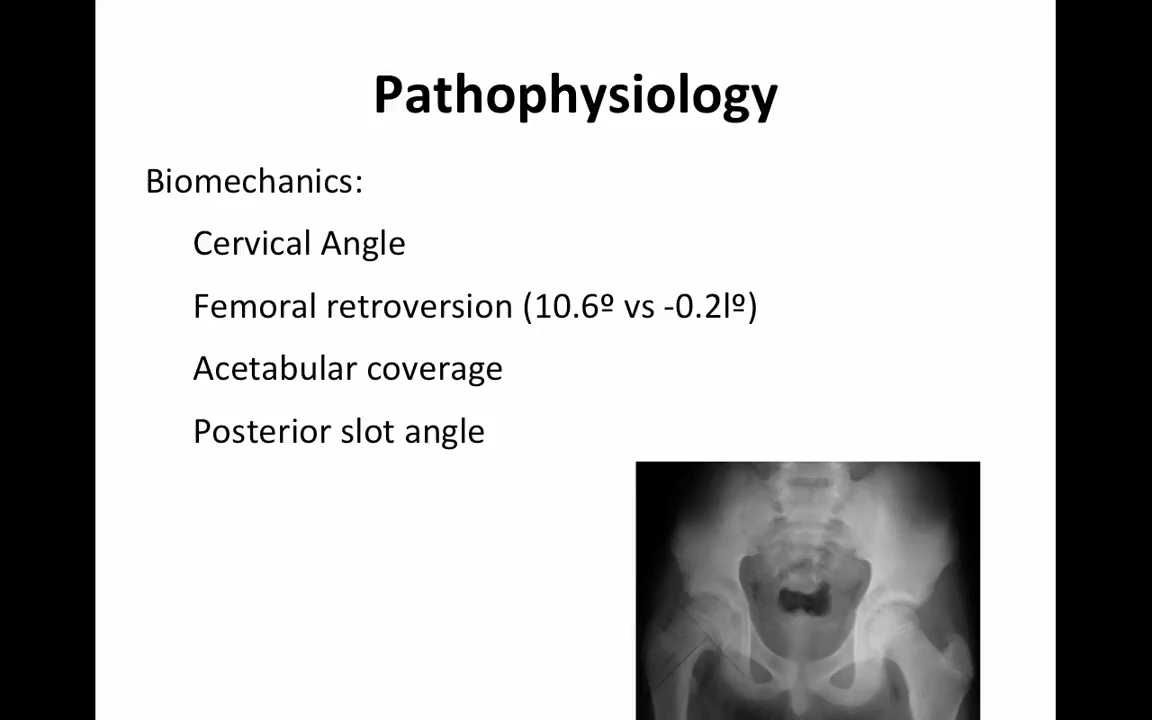 Pathophysiology
Biomechanics:
Cervical Angle
Femoral retroversion (10.6º vs -0.2lº)
Acetabular coverage
Posterior slot angle